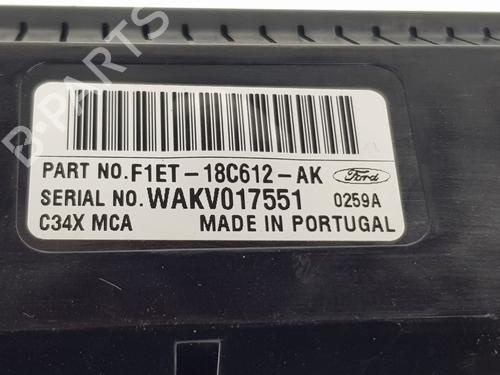 B-PARTS
PART NO. F1ET-18C612-AK Ford
SERIAL NO. WAKV017551 0259A
C34X MCA MADE IN PORTUGAL